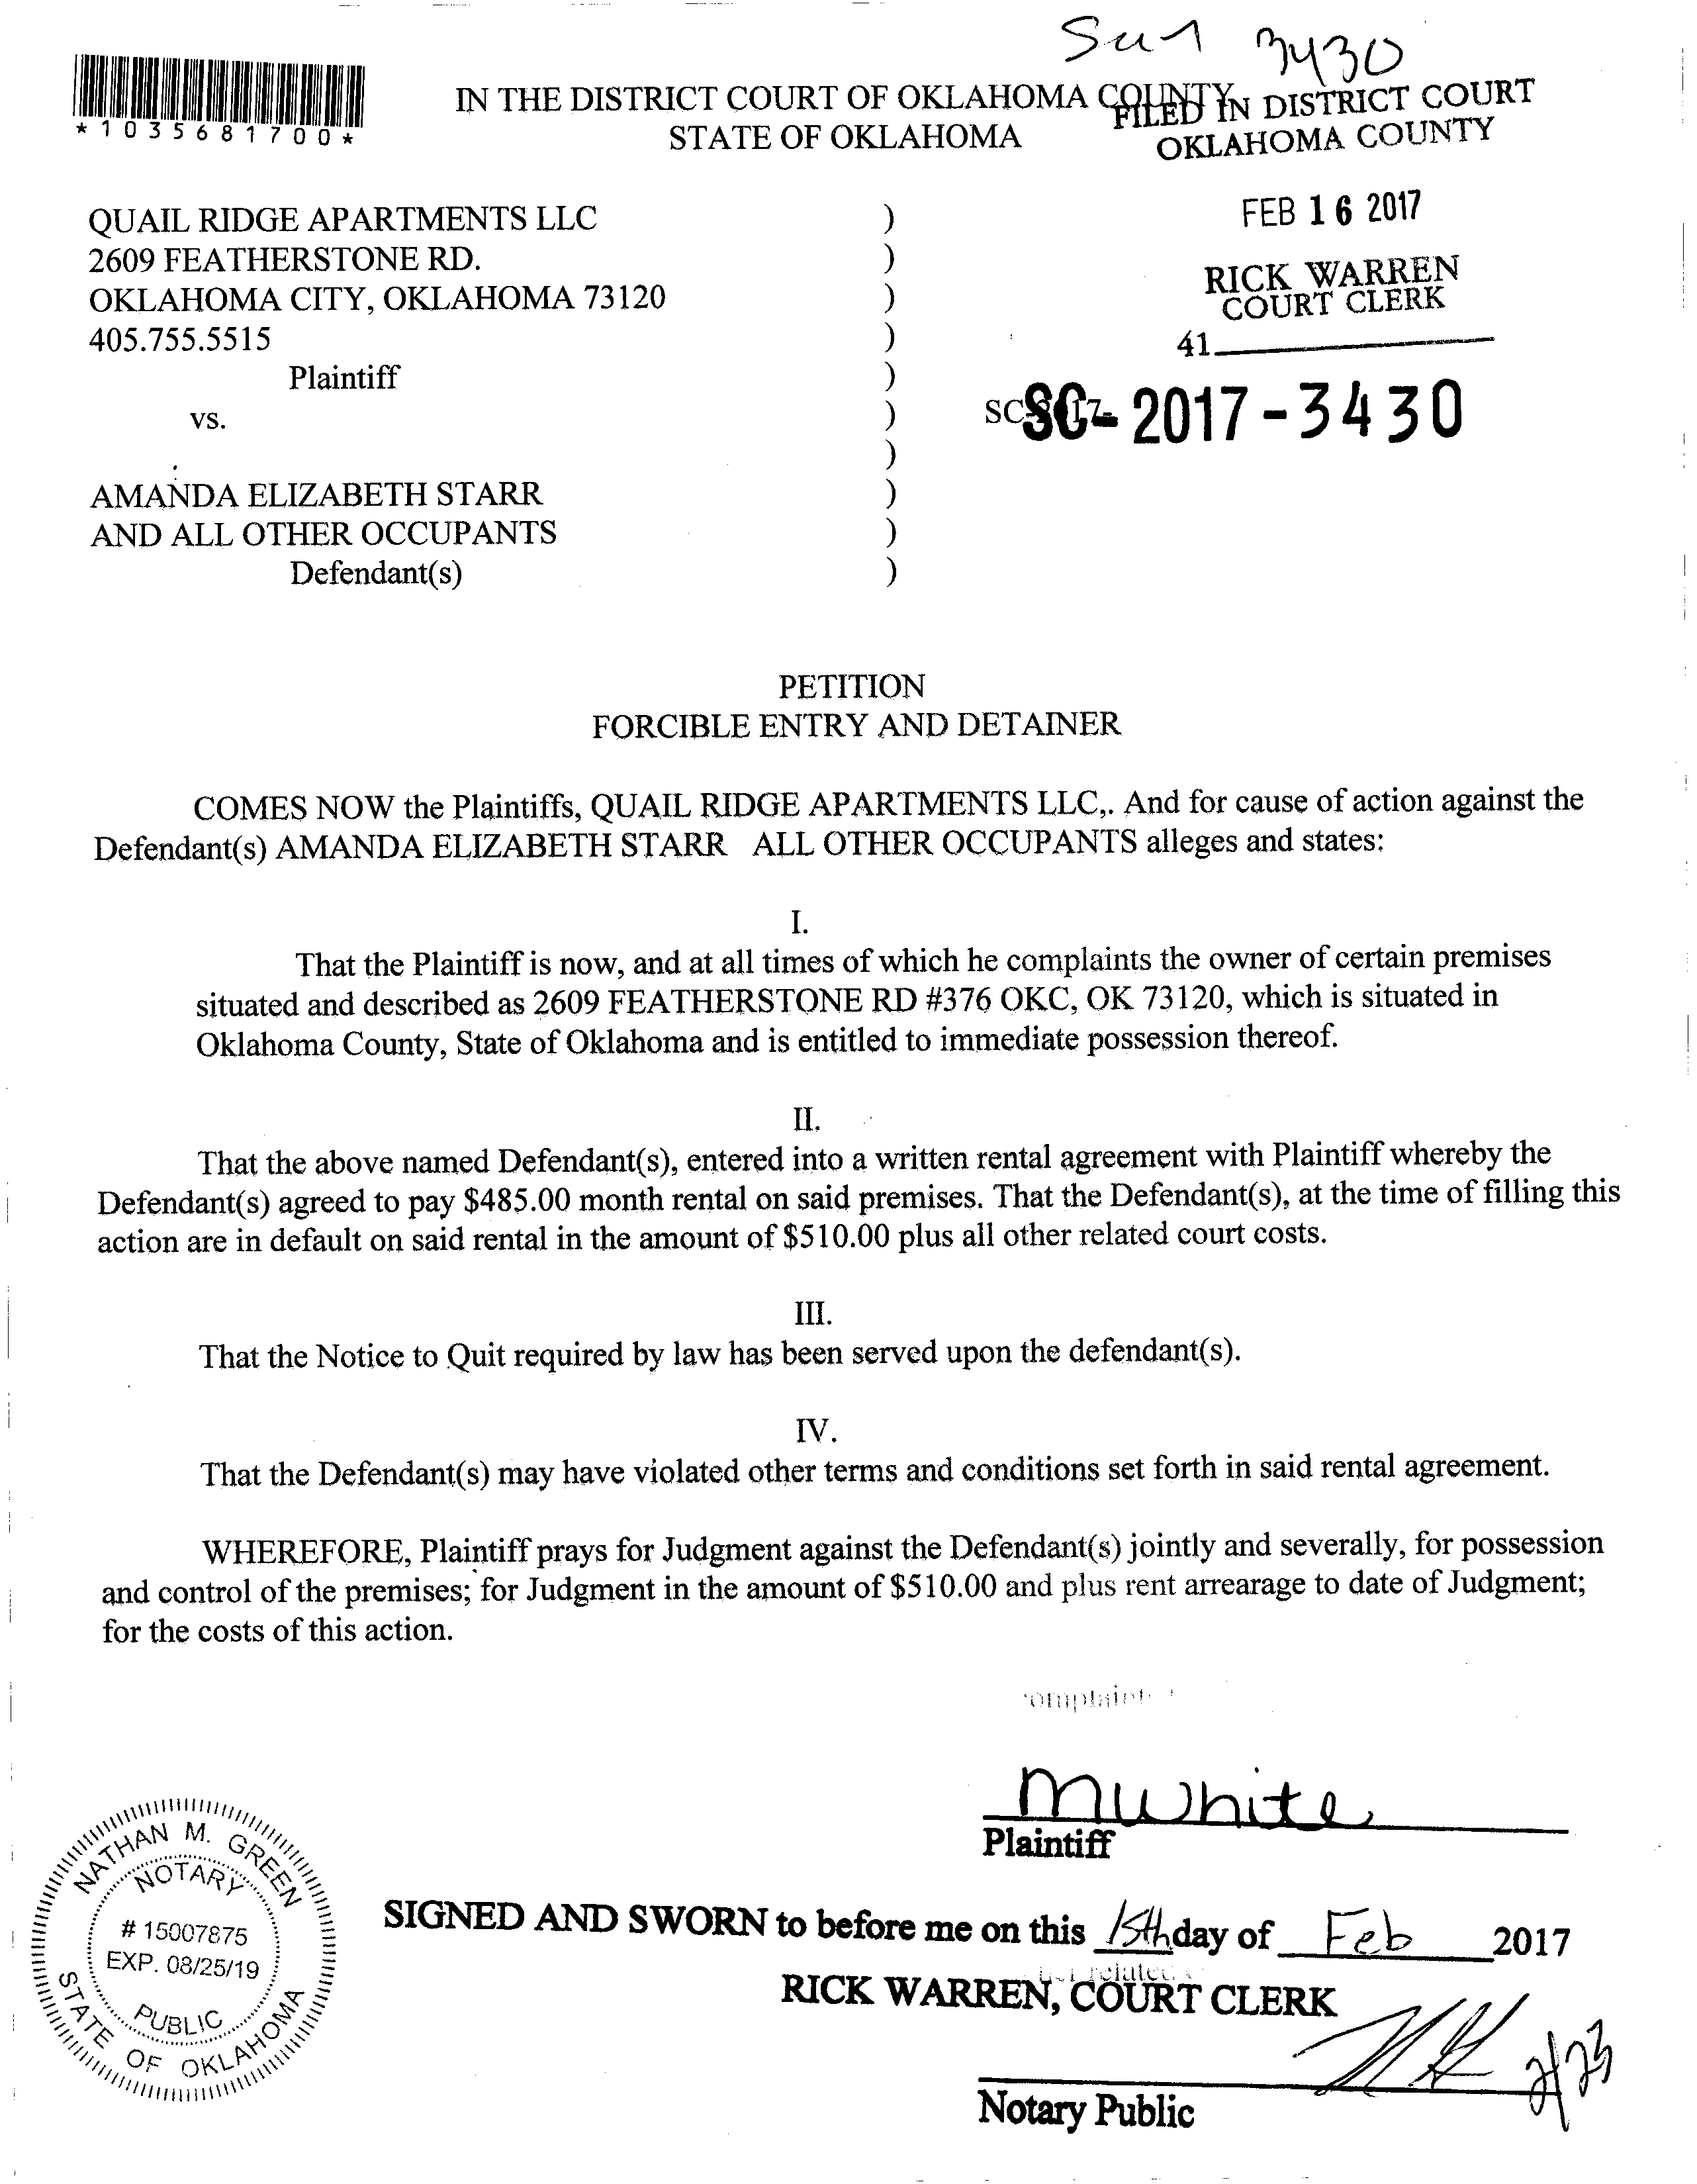 3430
*1035681700*
IN THE DISTRICT COURT OF OKLAHOMA COUNTY
STATE OF OKLAHOMA
FILED IN DISTRICT COURT
OKLAHOMA COUNTY
FEB 16 2017
RICK WARREN
COURT CLERK
41
QUAIL RIDGE APARTMENTS LLC )
2609 FEATHERSTONE RD. )
OKLAHOMA CITY, OKLAHOMA 73120 )
405.755.5515 )
Plaintiff )
vs. )
SC-2017-3430
)
AMANDA ELIZABETH STARR )
AND ALL OTHER OCCUPANTS )
Defendant(s) )
PETITION
FORCIBLE ENTRY AND DETAINER
COMES NOW the Plaintiffs, QUAIL RIDGE APARTMENTS LLC,. And for cause of action against the
Defendant(s) AMANDA ELIZABETH STARR ALL OTHER OCCUPANTS alleges and states:
I.
That the Plaintiff is now, and at all times of which he complaints the owner of certain premises
situated and described as 2609 FEATHERSTONE RD #376 OKC, OK 73120, which is situated in
Oklahoma County, State of Oklahoma and is entitled to immediate possession thereof.
II.
That the above named Defendant(s), entered into a written rental agreement with Plaintiff whereby the
Defendant(s) agreed to pay $485.00 month rental on said premises. That the Defendant(s), at the time of filling this
action are in default on said rental in the amount of $510.00 plus all other related court costs.
III.
That the Notice to Quit required by law has been served upon the defendant(s).
IV.
That the Defendant(s) may have violated other terms and conditions set forth in said rental agreement.
WHEREFORE, Plaintiff prays for Judgment against the Defendant(s) jointly and severally, for possession
and control of the premises; for Judgment in the amount of $510.00 and plus rent arrearage to date of Judgment;
for the costs of this action.
MWhite
Plaintiff
SIGNED AND SWORN to before me on this 15th day of Feb 2017
RICK WARREN, COURT CLERK
2/23
Notary Public
NATHAN M. GREEN
NOTARY
# 15007875
EXP. 08/25/19
PUBLIC
STATE OF OKLAHOMA